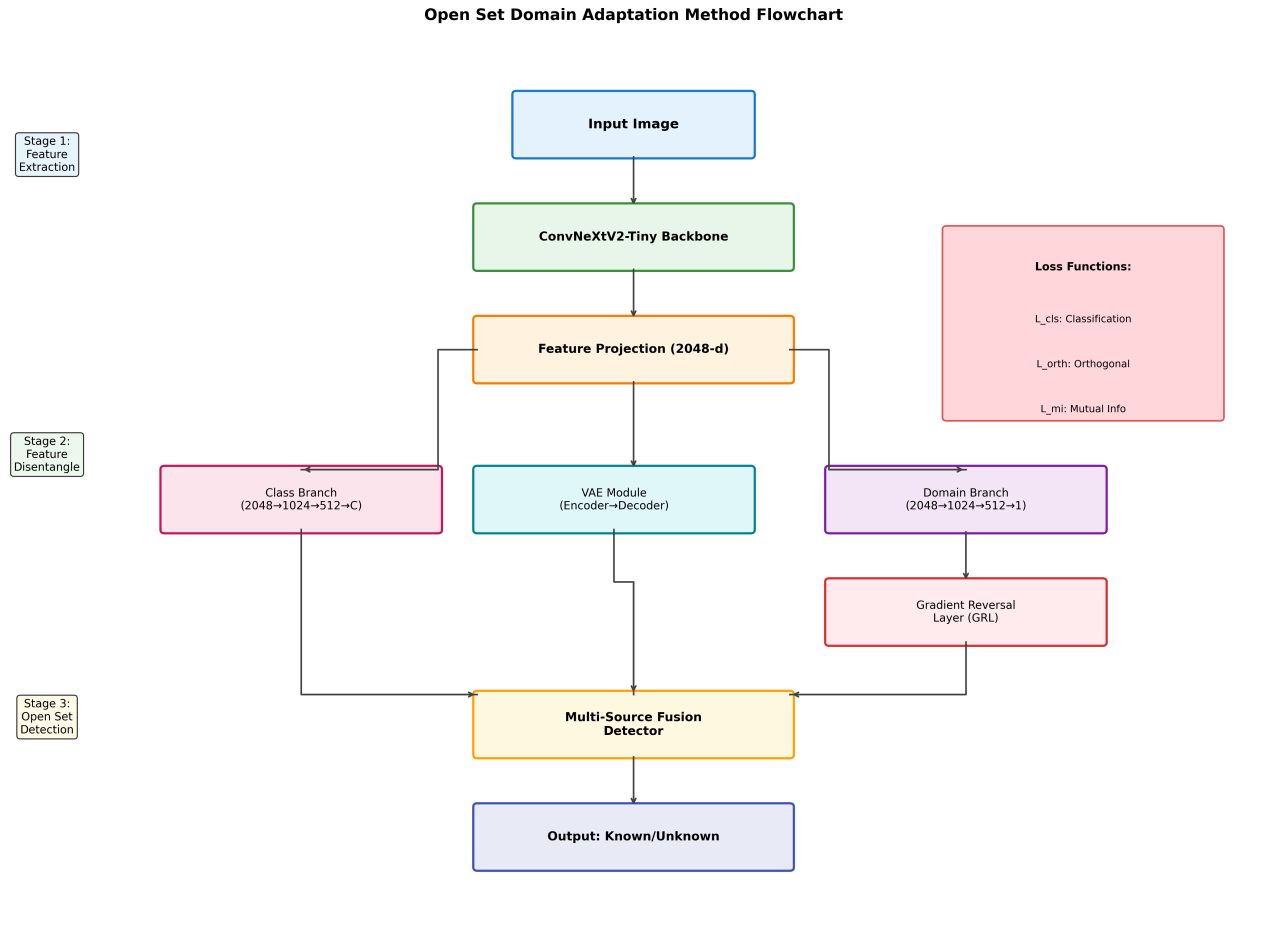 Open Set Domain Adaptation Method Flowchart
Input Image
Stage 1:
Feature
Extraction
ConvNeXtV2-Tiny Backbone
Loss Functions:
L_cls: Classification
L_orth: Orthogonal
L_mi: Mutual Info
Feature Projection (2048-d)
Stage 2:
Feature
Disentangle
Class Branch
(2048→1024→512→C)
VAE Module
(Encoder→Decoder)
Domain Branch
(2048→1024→512→1)
Gradient Reversal
Layer (GRL)
Stage 3:
Open Set
Detection
Multi-Source Fusion
Detector
Output: Known/Unknown